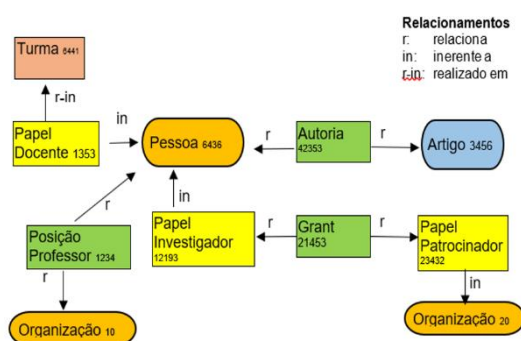 Relacionamentos
r: relaciona
in: inerente a
r-in: realizado em
Turma 6441
r-in
Papel
Docente 1353
in
Pessoa 6436
r
Autoria
42353
r
Artigo 3456
r
in
Posição
Professor 1234
Papel
Investigador
12193
r
Grant
21453
r
Papel
Patrocinador
23432
r
in
Organização 10
Organização 20